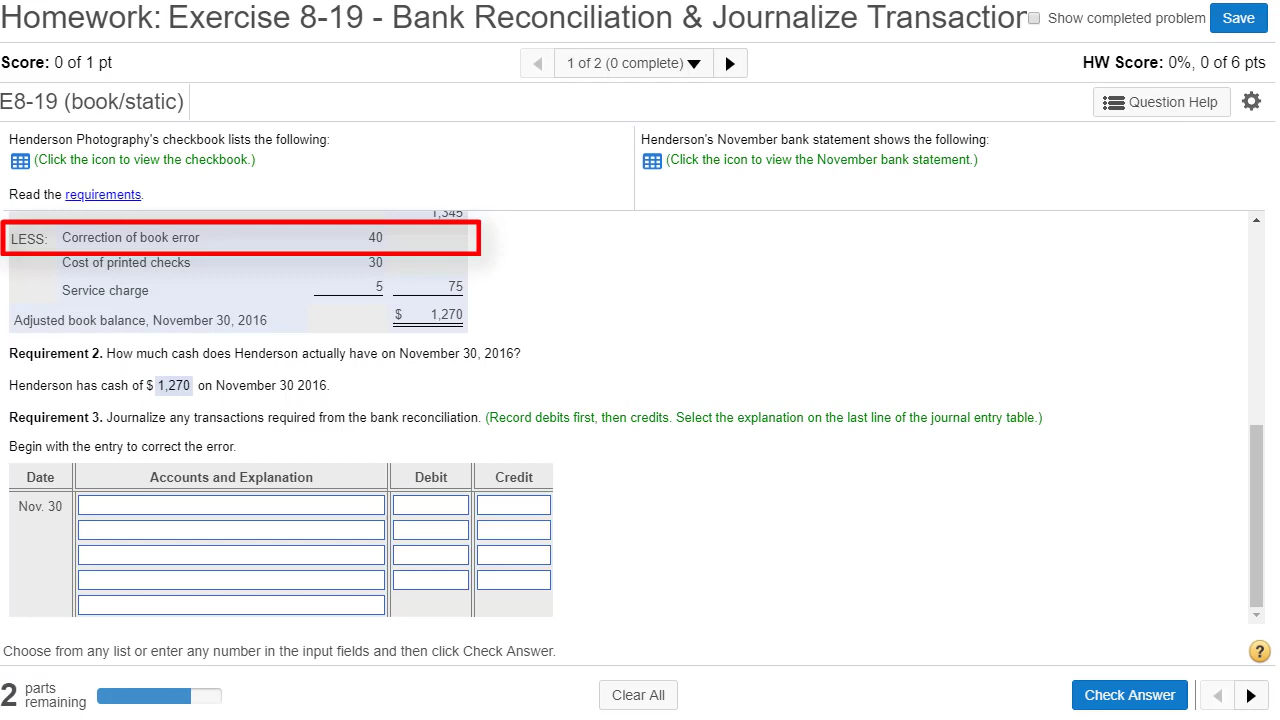 Homework: Exercise 8-19 - Bank Reconciliation & Journalize Transaction Show completed problem Save
Score: 0 of 1 pt 1 of 2 (0 complete) HW Score: 0%, 0 of 6 pts
E8-19 (book/static) Question Help
Henderson Photography's checkbook lists the following:
(Click the icon to view the checkbook.)
Read the requirements.
Henderson's November bank statement shows the following:
(Click the icon to view the November bank statement.)
1,345
LESS: Correction of book error 40
Cost of printed checks 30
Service charge 5 75
Adjusted book balance, November 30, 2016 $ 1,270
Requirement 2. How much cash does Henderson actually have on November 30, 2016?
Henderson has cash of $ 1,270 on November 30 2016.
Requirement 3. Journalize any transactions required from the bank reconciliation. (Record debits first, then credits. Select the explanation on the last line of the journal entry table.)
Begin with the entry to correct the error.
Date Accounts and Explanation Debit Credit
Nov. 30
Choose from any list or enter any number in the input fields and then click Check Answer.
?
2 parts remaining Clear All Check Answer